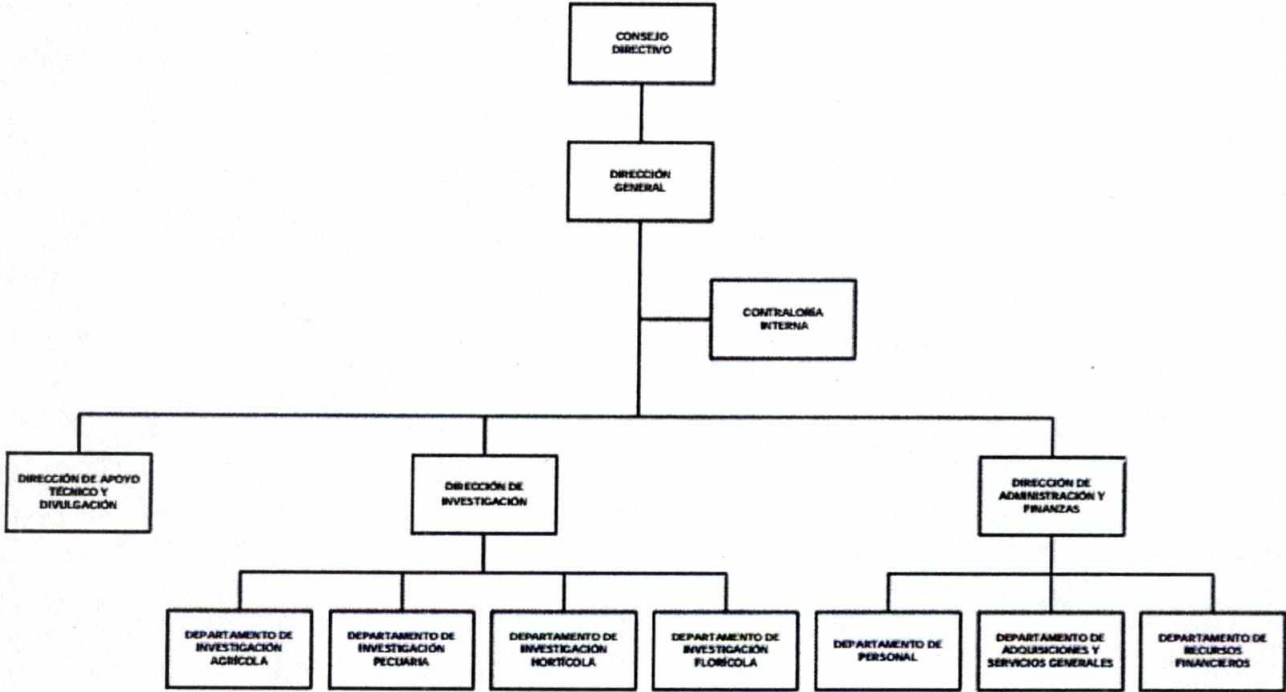 CONSEJO
DIRECTIVO
DIRECCIÓN
GENERAL
CONTRALORÍA
INTERNA
DIRECCIÓN DE APOYO
TÉCNICO Y
DIVULGACIÓN
DIRECCIÓN DE
INVESTIGACIÓN
DIRECCIÓN DE
ADMINISTRACIÓN Y
FINANZAS
DEPARTAMENTO DE
INVESTIGACIÓN
AGRÍCOLA
DEPARTAMENTO DE
INVESTIGACIÓN
PECUARIA
DEPARTAMENTO DE
INVESTIGACIÓN
HORTÍCOLA
DEPARTAMENTO DE
INVESTIGACIÓN
FLORÍCOLA
DEPARTAMENTO DE
PERSONAL
DEPARTAMENTO DE
ADQUISICIONES Y
SERVICIOS GENERALES
DEPARTAMENTO DE
RECURSOS
FINANCIEROS